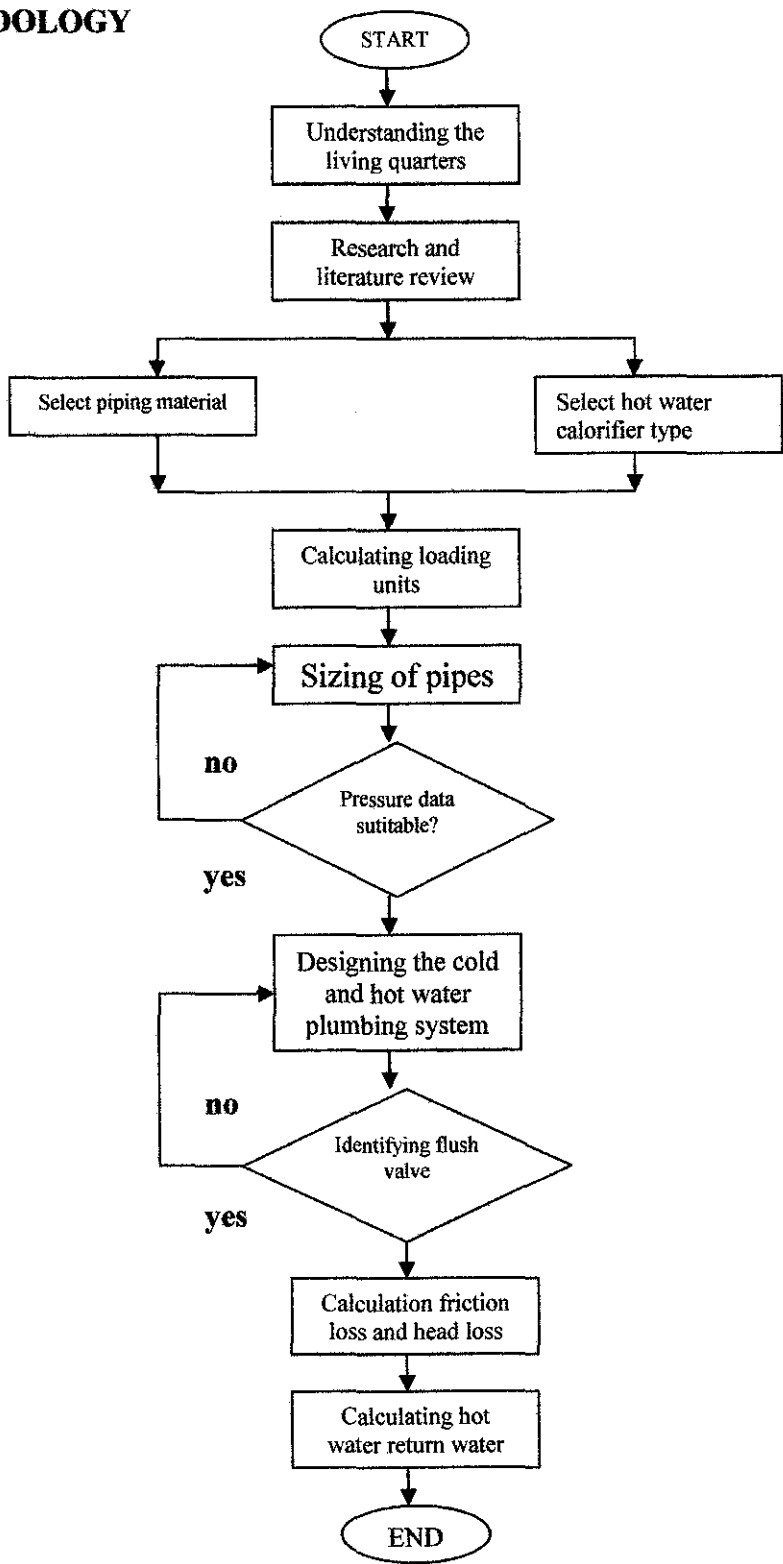 DOLOGY
START
Understanding the
living quarters
Research and
literature review
Select piping material
Select hot water
calorifier type
Calculating loading
units
Sizing of pipes
no
Pressure data
sutitable?
yes
Designing the cold
and hot water
plumbing system
no
Identifying flush
valve
yes
Calculation friction
loss and head loss
Calculating hot
water return water
END